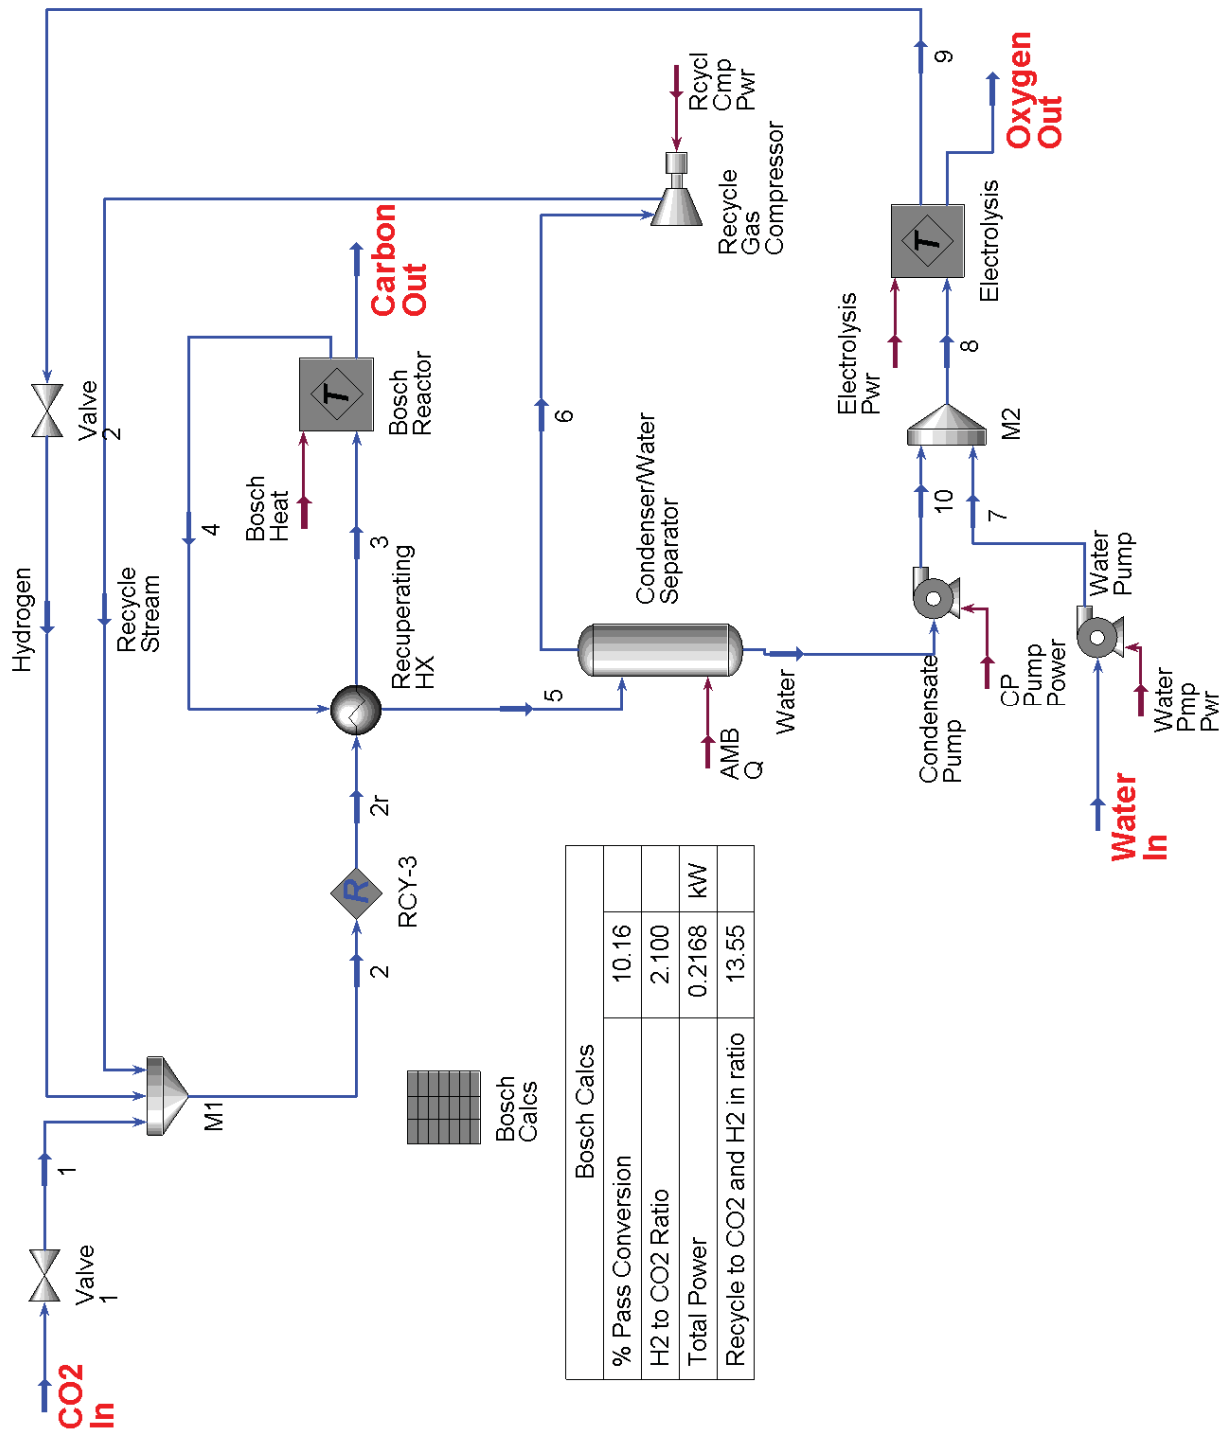 CO2
In
Valve
1
1
M1
Hydrogen
Valve
2
Recycle
Stream
2
RCY-3
R
2r
Recuperating
HX
3
4
Bosch
Heat
T
Bosch
Reactor
Carbon
Out
5
AMB
Q
Condenser/Water
Separator
Water
6
Recycle
Gas
Compressor
Rcycl
Cmp
Pwr
Condensate
Pump
CP
Pump
Power
10
Water
In
Water
Pmp
Pwr
Water
Pump
7
M2
8
Electrolysis
Pwr
T
Electrolysis
9
Oxygen
Out
Bosch
Calcs
Bosch Calcs
% Pass Conversion 10.16
H2 to CO2 Ratio 2.100
Total Power 0.2168 kW
Recycle to CO2 and H2 in ratio 13.55